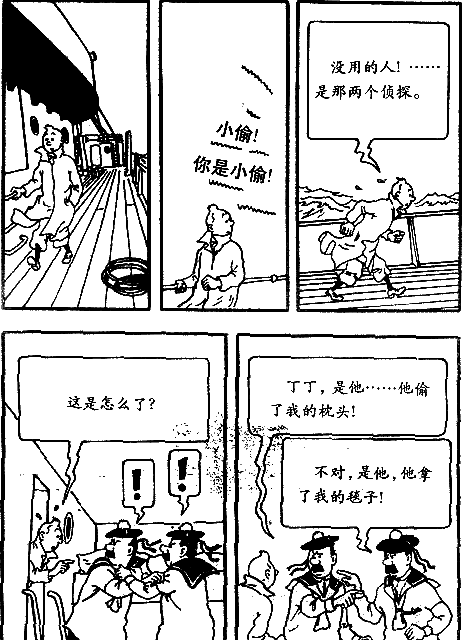 小偷!
你是小偷!
没用的人! ……
是那两个侦探。
这是怎么了?
!
!
丁丁, 是他……他偷
了我的枕头!
不对, 是他, 他拿
了我的毯子!